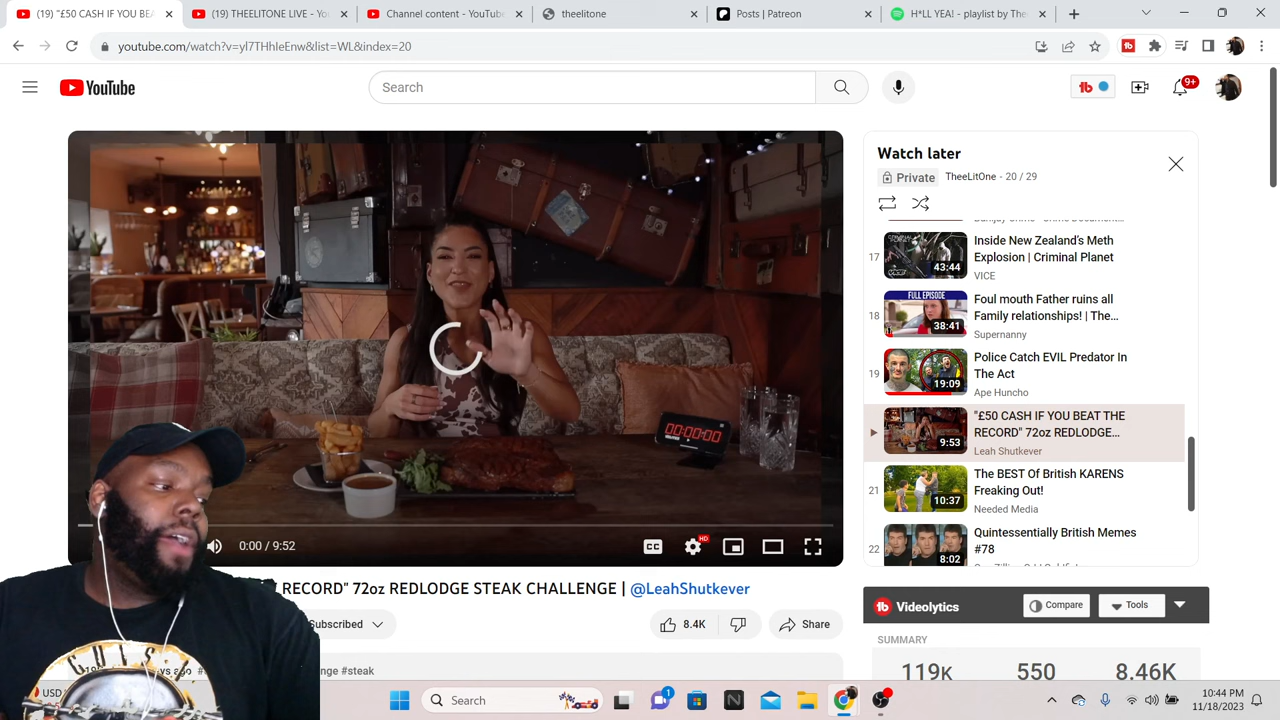 (19) "£50 CASH IF YOU BEA
(19) THEELITONE LIVE - Yo
Channel content - YouTube
theelitone
Posts | Patreon
H*LL YEA! - playlist by The
youtube.com/watch?v=yl7THhIeEnw&list=WL&index=20
YouTube
Search
tb
9+
Watch later
Private
TheeLitOne - 20 / 29
17
43:44
Inside New Zealand's Meth
Explosion | Criminal Planet
VICE
18
FULL EPISODE
38:41
Foul mouth Father ruins all
Family relationships! | The...
Supernanny
19
19:09
Police Catch EVIL Predator In
The Act
Ape Huncho
9:53
"£50 CASH IF YOU BEAT THE
RECORD" 72oz REDLODGE...
Leah Shutkever
21
10:37
The BEST Of British KARENS
Freaking Out!
Needed Media
22
8:02
Quintessentially British Memes
#78
00:00:00
0:00 / 9:52
CC
HD
RECORD" 72oz REDLODGE STEAK CHALLENGE | @LeahShutkever
Subscribed
8.4K
Share
tb Videolytics
Compare
Tools
SUMMARY
119K
550
8.46K
nge #steak
USD
Search
1
10:44 PM
11/18/2023